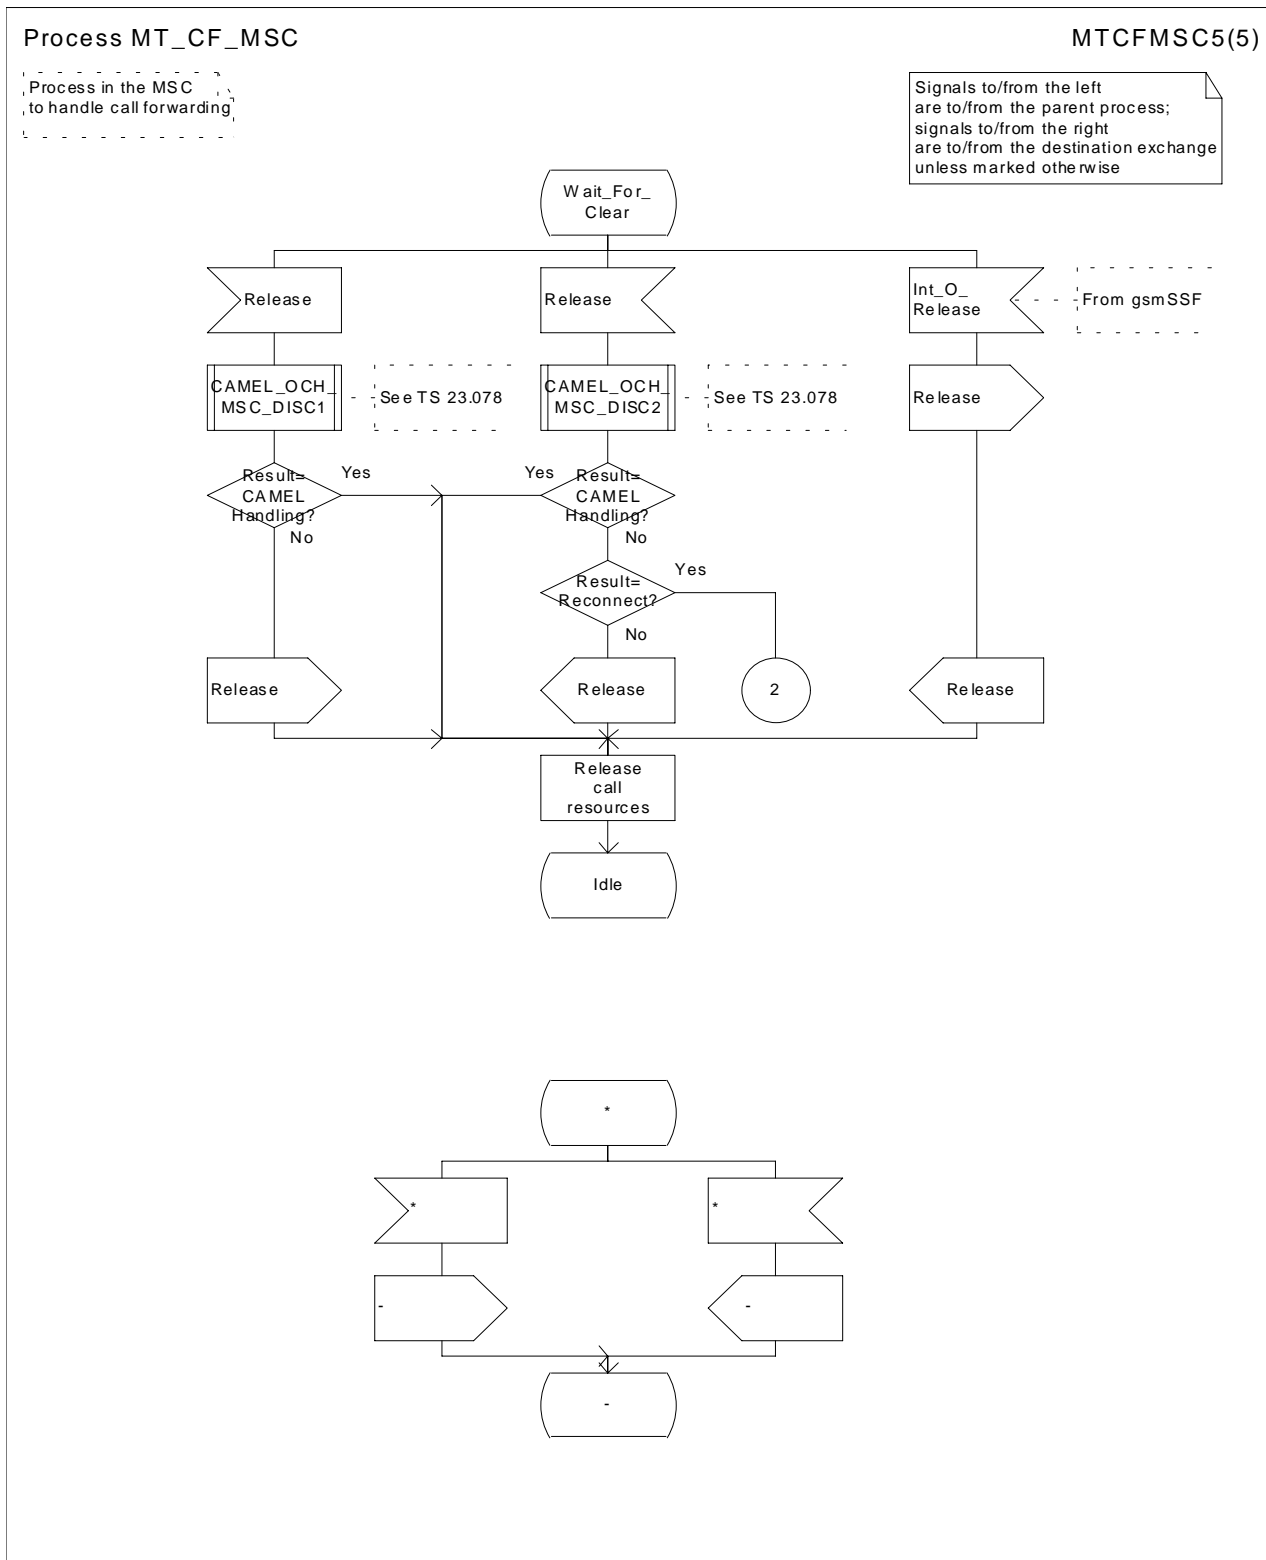 Process MT_CF_MSC
MTCFMSC5(5)
Process in the MSC
to handle call forwarding
Signals to/from the left
are to/from the parent process;
signals to/from the right
are to/from the destination exchange
unless marked otherwise
Wait_For_
Clear
Release
Release
Int_O_
Release
From gsmSSF
CAMEL_OCH_
MSC_DISC1
See TS 23.078
CAMEL_OCH_
MSC_DISC2
See TS 23.078
Release
Result=
CAMEL
Handling?
Yes
No
Yes
Result=
CAMEL
Handling?
No
Result=
Reconnect?
Yes
No
Release
Release
2
Release
Release
call
resources
Idle
*
*
*
-
-
-